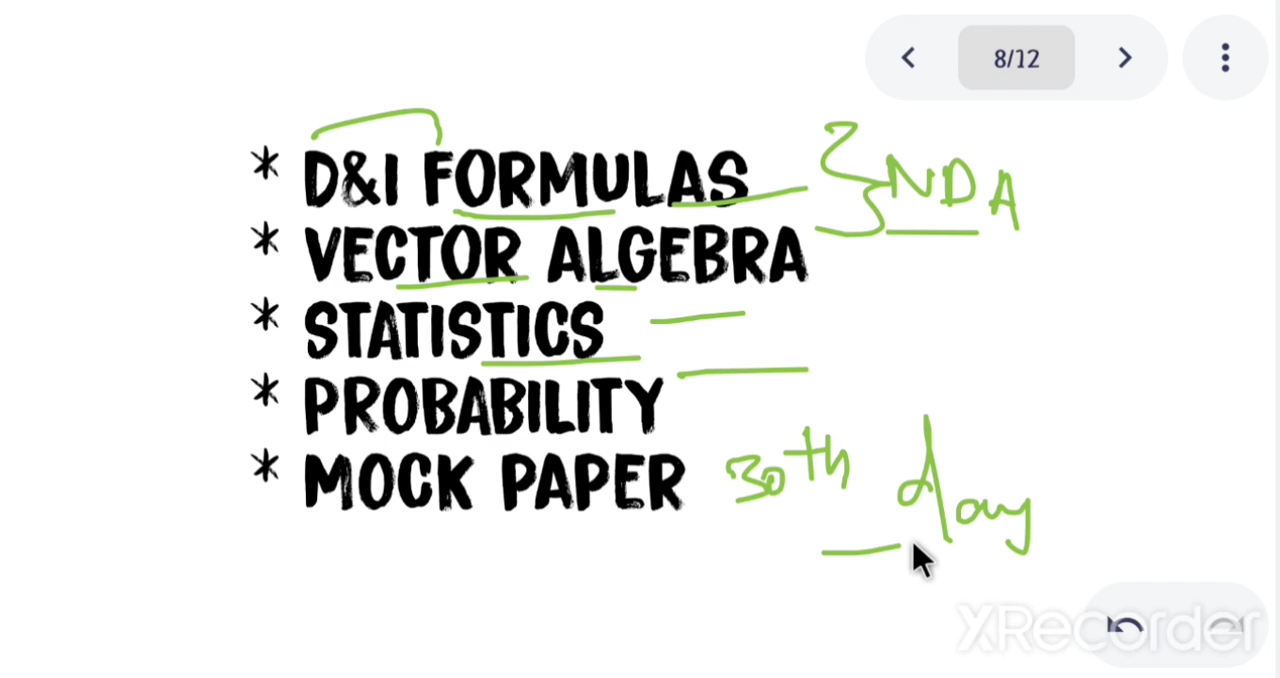 8/12
* D&I FORMULAS
NDA
* VECTOR ALGEBRA
* STATISTICS
* PROBABILITY
* MOCK PAPER 30th day
XRecorder